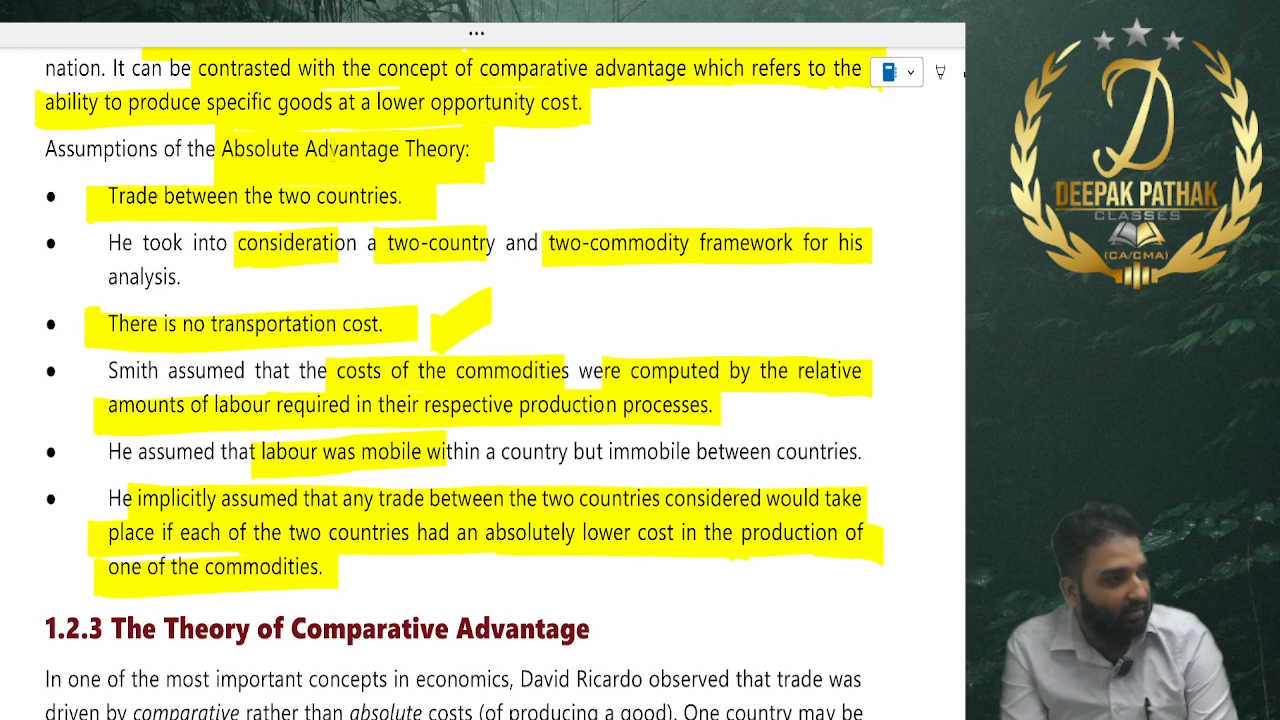 nation. It can be contrasted with the concept of comparative advantage which refers to the
ability to produce specific goods at a lower opportunity cost.
Assumptions of the Absolute Advantage Theory:
● Trade between the two countries.
● He took into consideration a two-country and two-commodity framework for his
analysis.
● There is no transportation cost.
● Smith assumed that the costs of the commodities were computed by the relative
amounts of labour required in their respective production processes.
● He assumed that labour was mobile within a country but immobile between countries.
● He implicitly assumed that any trade between the two countries considered would take
place if each of the two countries had an absolutely lower cost in the production of
one of the commodities.
1.2.3 The Theory of Comparative Advantage
In one of the most important concepts in economics, David Ricardo observed that trade was
driven by comparative rather than absolute costs (of producing a good). One country may be
D
DEEPAK PATHAK
CLASSES
(CA/CMA)